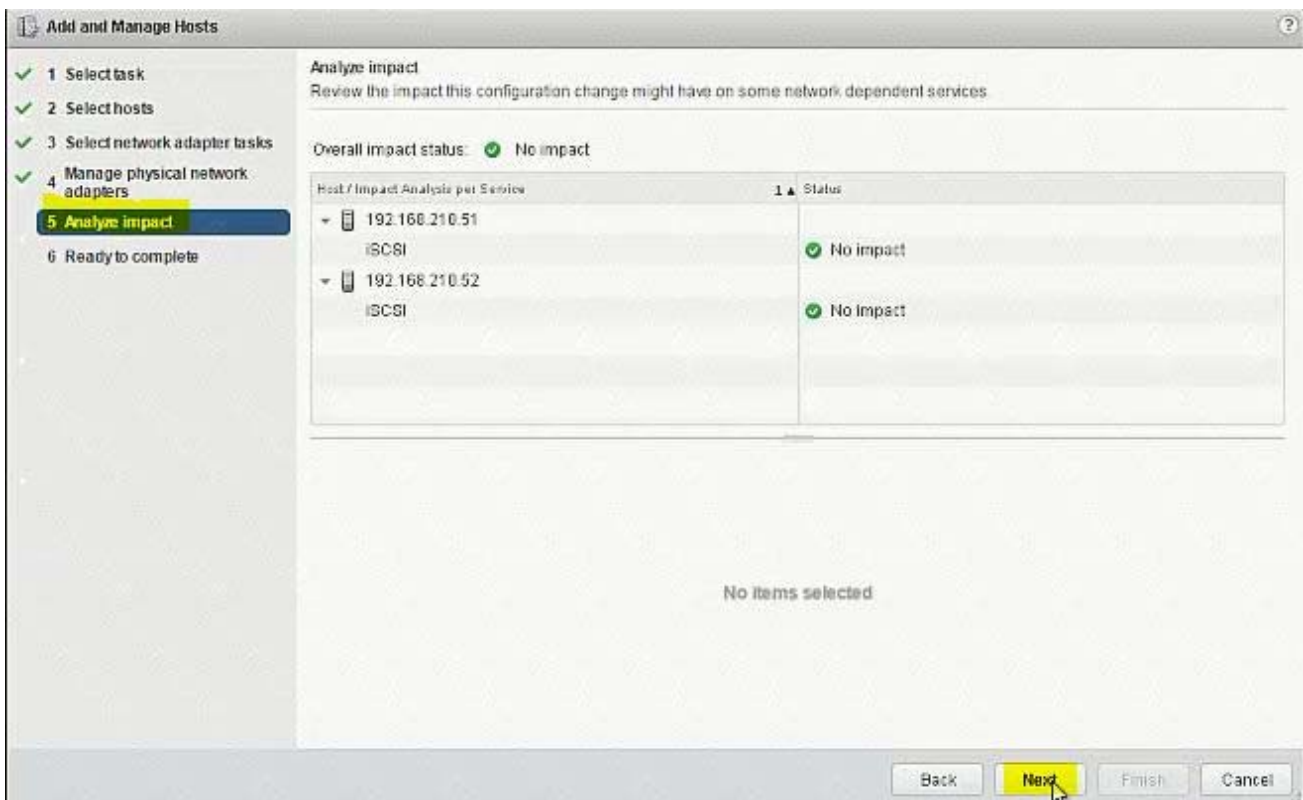 Add and Manage Hosts
?
1 Select task
2 Select hosts
3 Select network adapter tasks
4 Manage physical network
adapters
5 Analyze impact
6 Ready to complete
Analyze impact
Review the impact this configuration change might have on some network dependent services.
Overall impact status: No impact
Host / Impact Analysis per Service 1 ▲ Status
192.168.210.51
iSCSI No impact
192.168.210.52
iSCSI No impact
No items selected
Back Next Finish Cancel